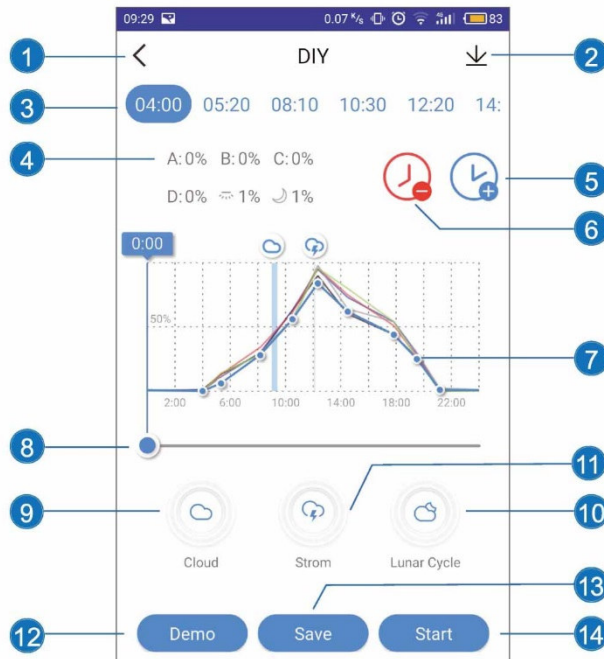 09:29 0.07 K/s 4G 83
1 DIY 2
3 04:00 05:20 08:10 10:30 12:20 14:
4 A:0% B:0% C:0%
D:0% 1% 1% 5
6
0:00
50% 7
2:00 6:00 10:00 14:00 18:00 22:00
8
11
9 10
Cloud Strom Lunar Cycle
13
12 Demo Save Start 14